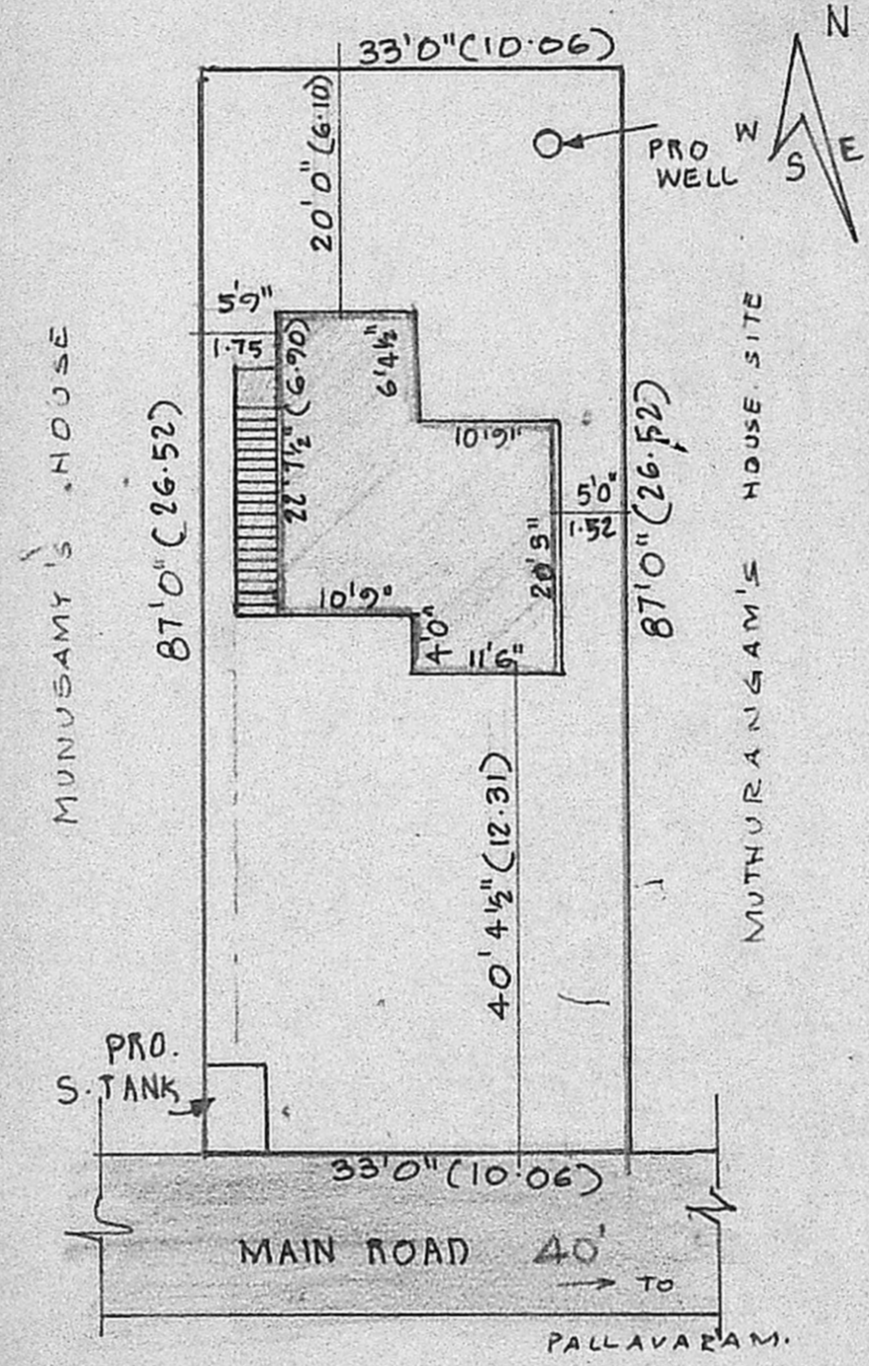 N
33'0"(10.06)
20'0" (6.10)
W
E
S
PRO
WELL
5'9"
1.75
6'4½"
22'7½" (6.90)
10'9"
5'0"
1.52
20'3"
10'9"
4'0"
11'6"
MUNUSAMY'S HOUSE
87'0" (26.52)
87'0" (26.52)
MUTHURANGAM'S HOUSE SITE
40'4½" (12.31)
PRO.
S.TANK
33'0" (10.06)
MAIN ROAD 40'
TO
PALLAVARAM.